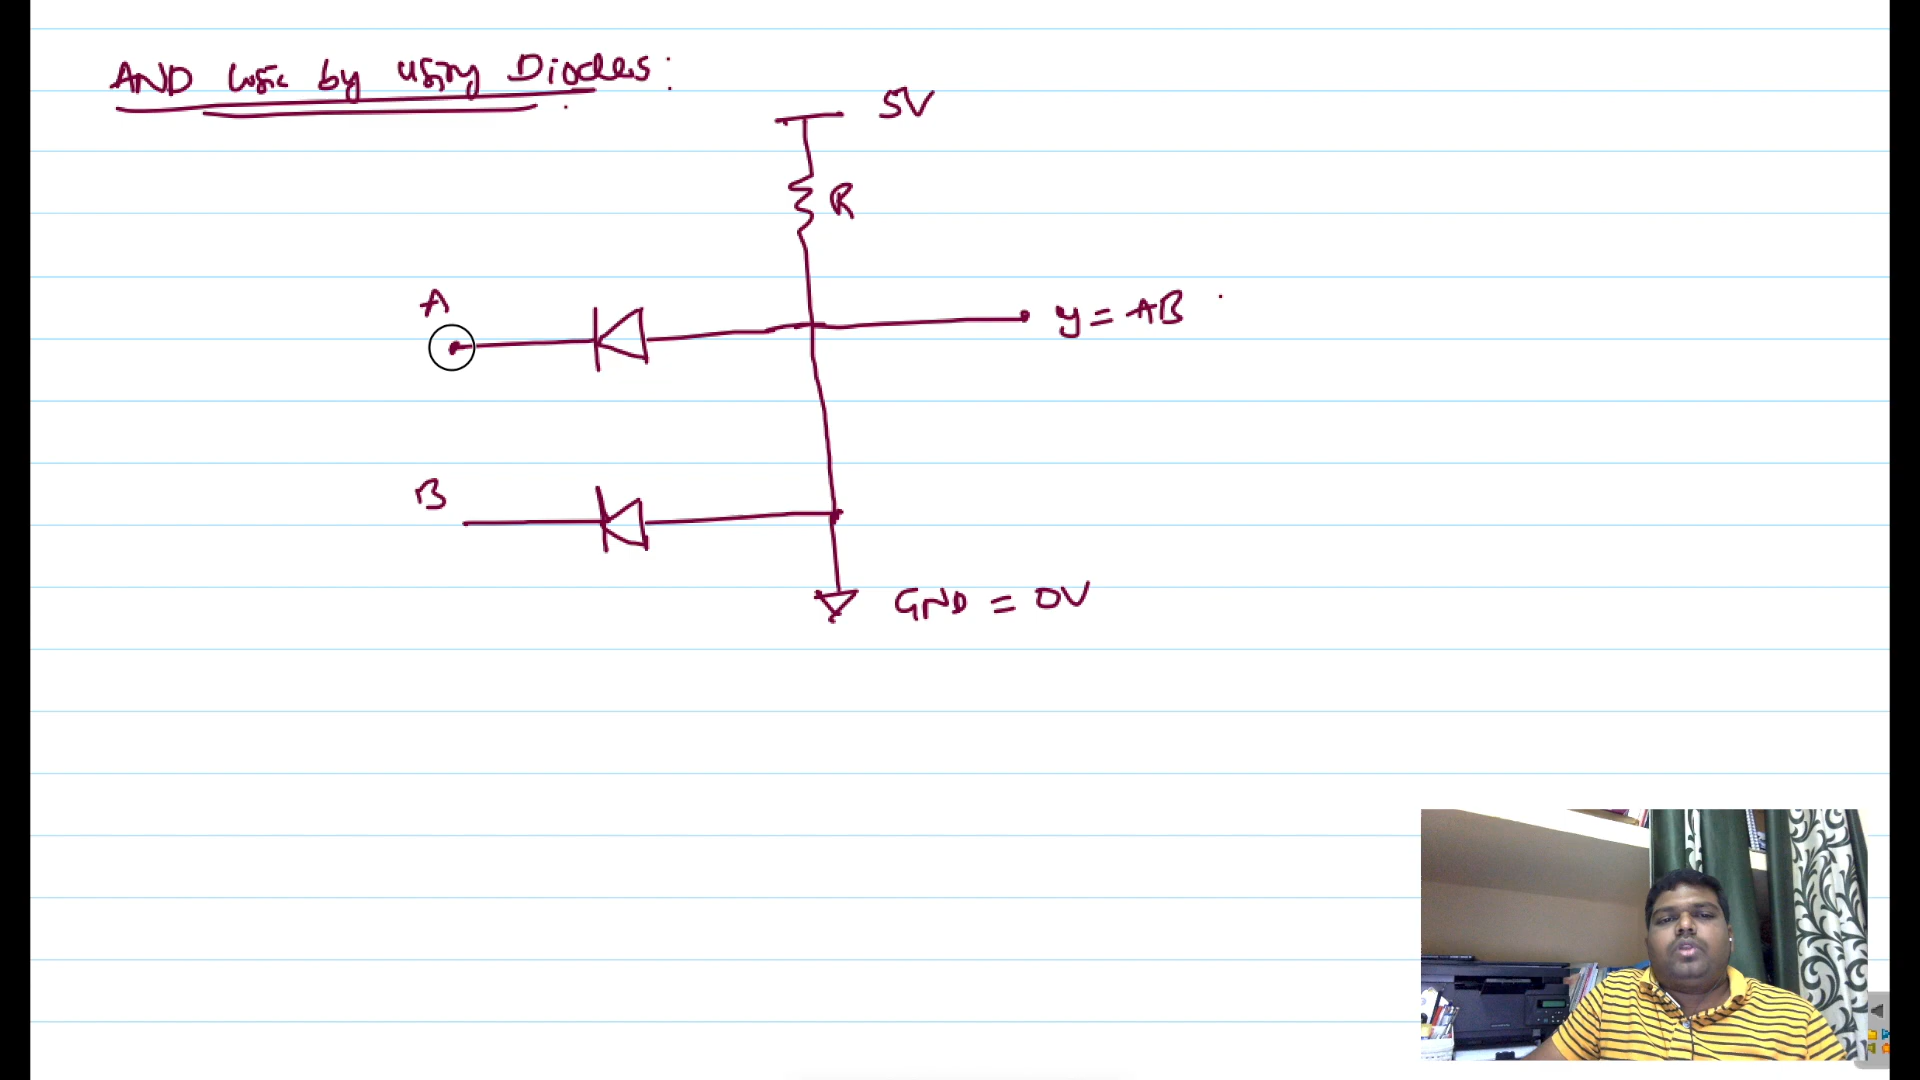 AND Logic by using Diodes:
5V
R
A
y = AB
B
GND = 0V